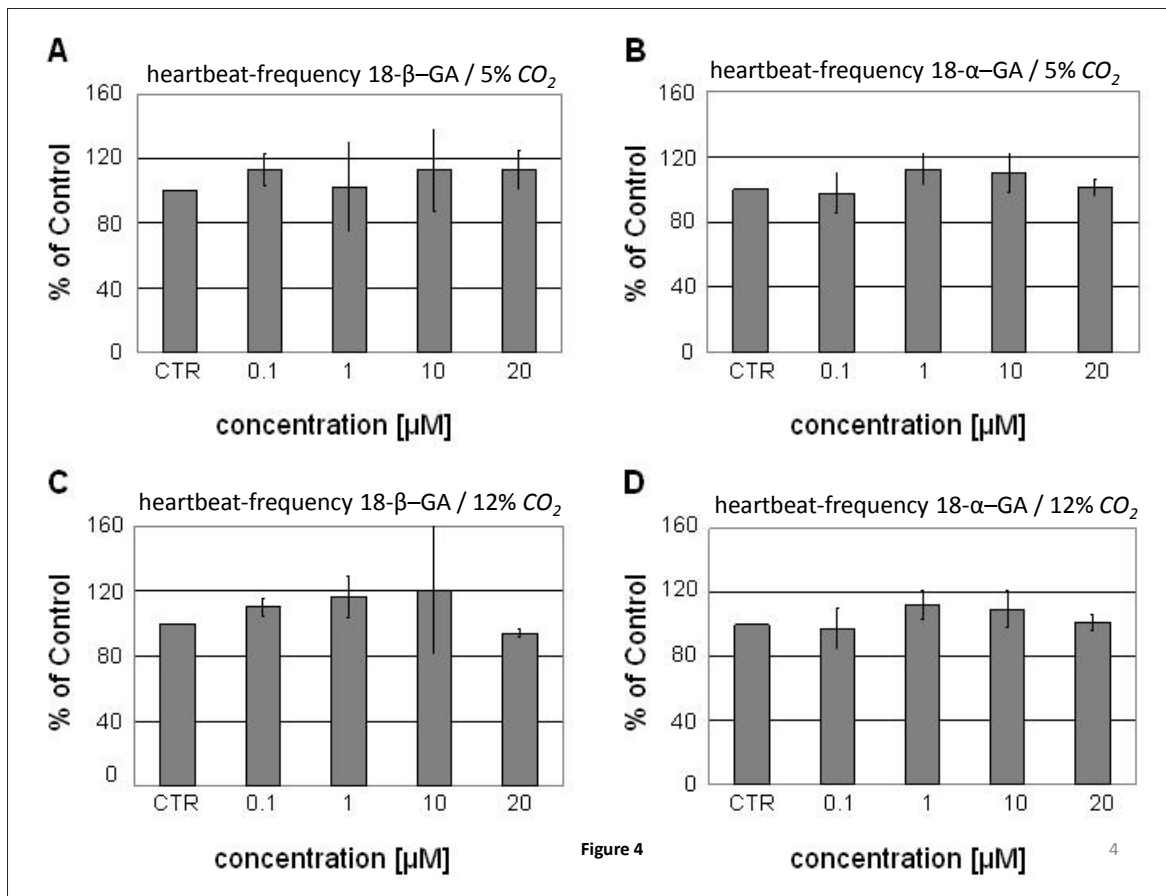 A
heartbeat-frequency 18-β–GA / 5% CO₂
% of Control
160
120
80
40
0
CTR 0.1 1 10 20
concentration [µM]
B
heartbeat-frequency 18-α–GA / 5% CO₂
% of Control
160
120
80
40
0
CTR 0.1 1 10 20
concentration [µM]
C
heartbeat-frequency 18-β–GA / 12% CO₂
% of Control
160
120
80
40
0
CTR 0.1 1 10 20
concentration [µM]
D
heartbeat-frequency 18-α–GA / 12% CO₂
% of Control
160
120
80
40
0
CTR 0.1 1 10 20
concentration [µM]
Figure 4
4